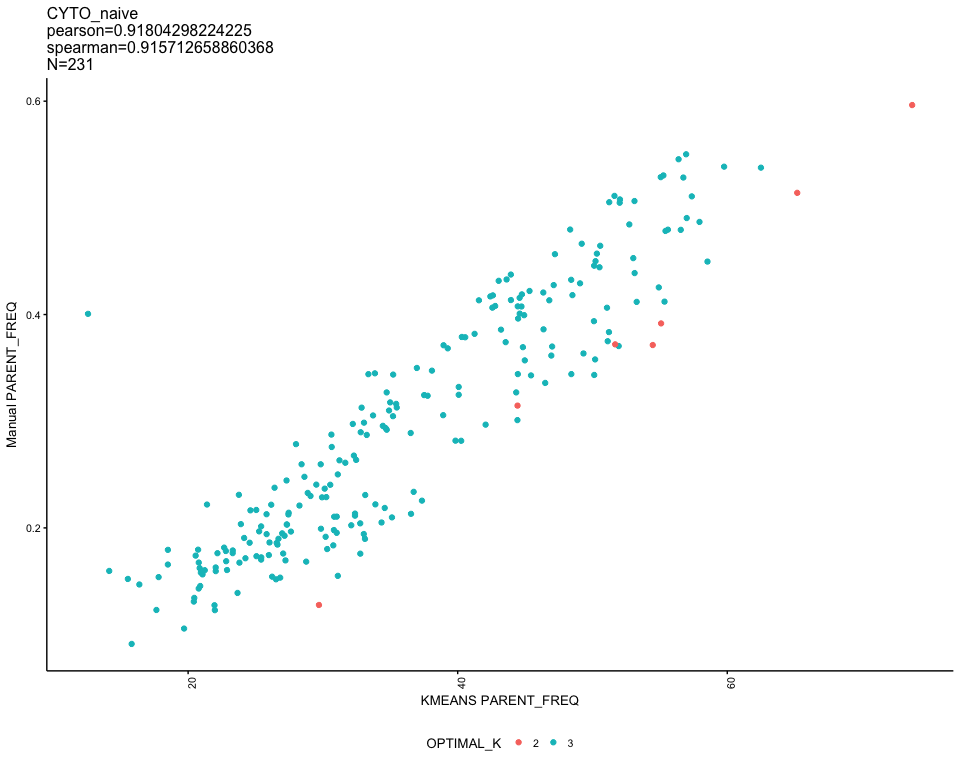 CYTO_naive
pearson=0.91804298224225
spearman=0.915712658860368
N=231
0.6
0.4
0.2
Manual PARENT_FREQ
20
40
60
KMEANS PARENT_FREQ
OPTIMAL_K 2 3